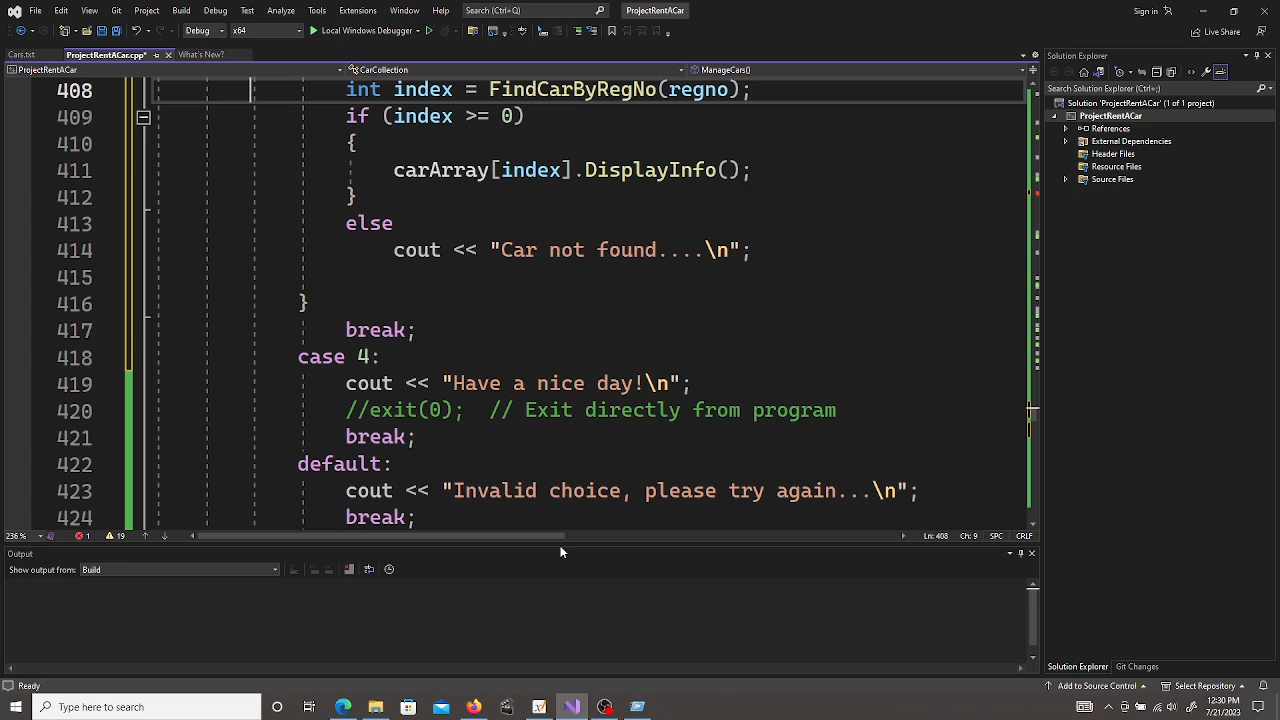 File Edit View Git Project Build Debug Test Analyze Tools Extensions Window Help Search (Ctrl+Q) ProjectRentACar Sign in
Debug x64 Local Windows Debugger Live Share
Cars.txt ProjectRentACar.cpp* What's New? Solution Explorer
ProjectRentACar CarCollection ManageCars()
Search Solution Explorer (Ctrl+;)
Solution 'ProjectRentACar' (1 of 1 project)
ProjectRentACar
References
External Dependencies
Header Files
Resource Files
Source Files
408 int index = FindCarByRegNo(regno);
409 if (index >= 0)
410 {
411 carArray[index].DisplayInfo();
412 }
413 else
414 cout << "Car not found....\n";
415
416 }
417 break;
418 case 4:
419 cout << "Have a nice day!\n";
420 //exit(0); // Exit directly from program
421 break;
422 default:
423 cout << "Invalid choice, please try again...\n";
424 break;
236 % 1 19 Ln: 408 Ch: 9 SPC CRLF
Output
Show output from: Build
Solution Explorer Git Changes
Ready Add to Source Control Select Repository
Type here to search
12:30 PM
7/21/2023